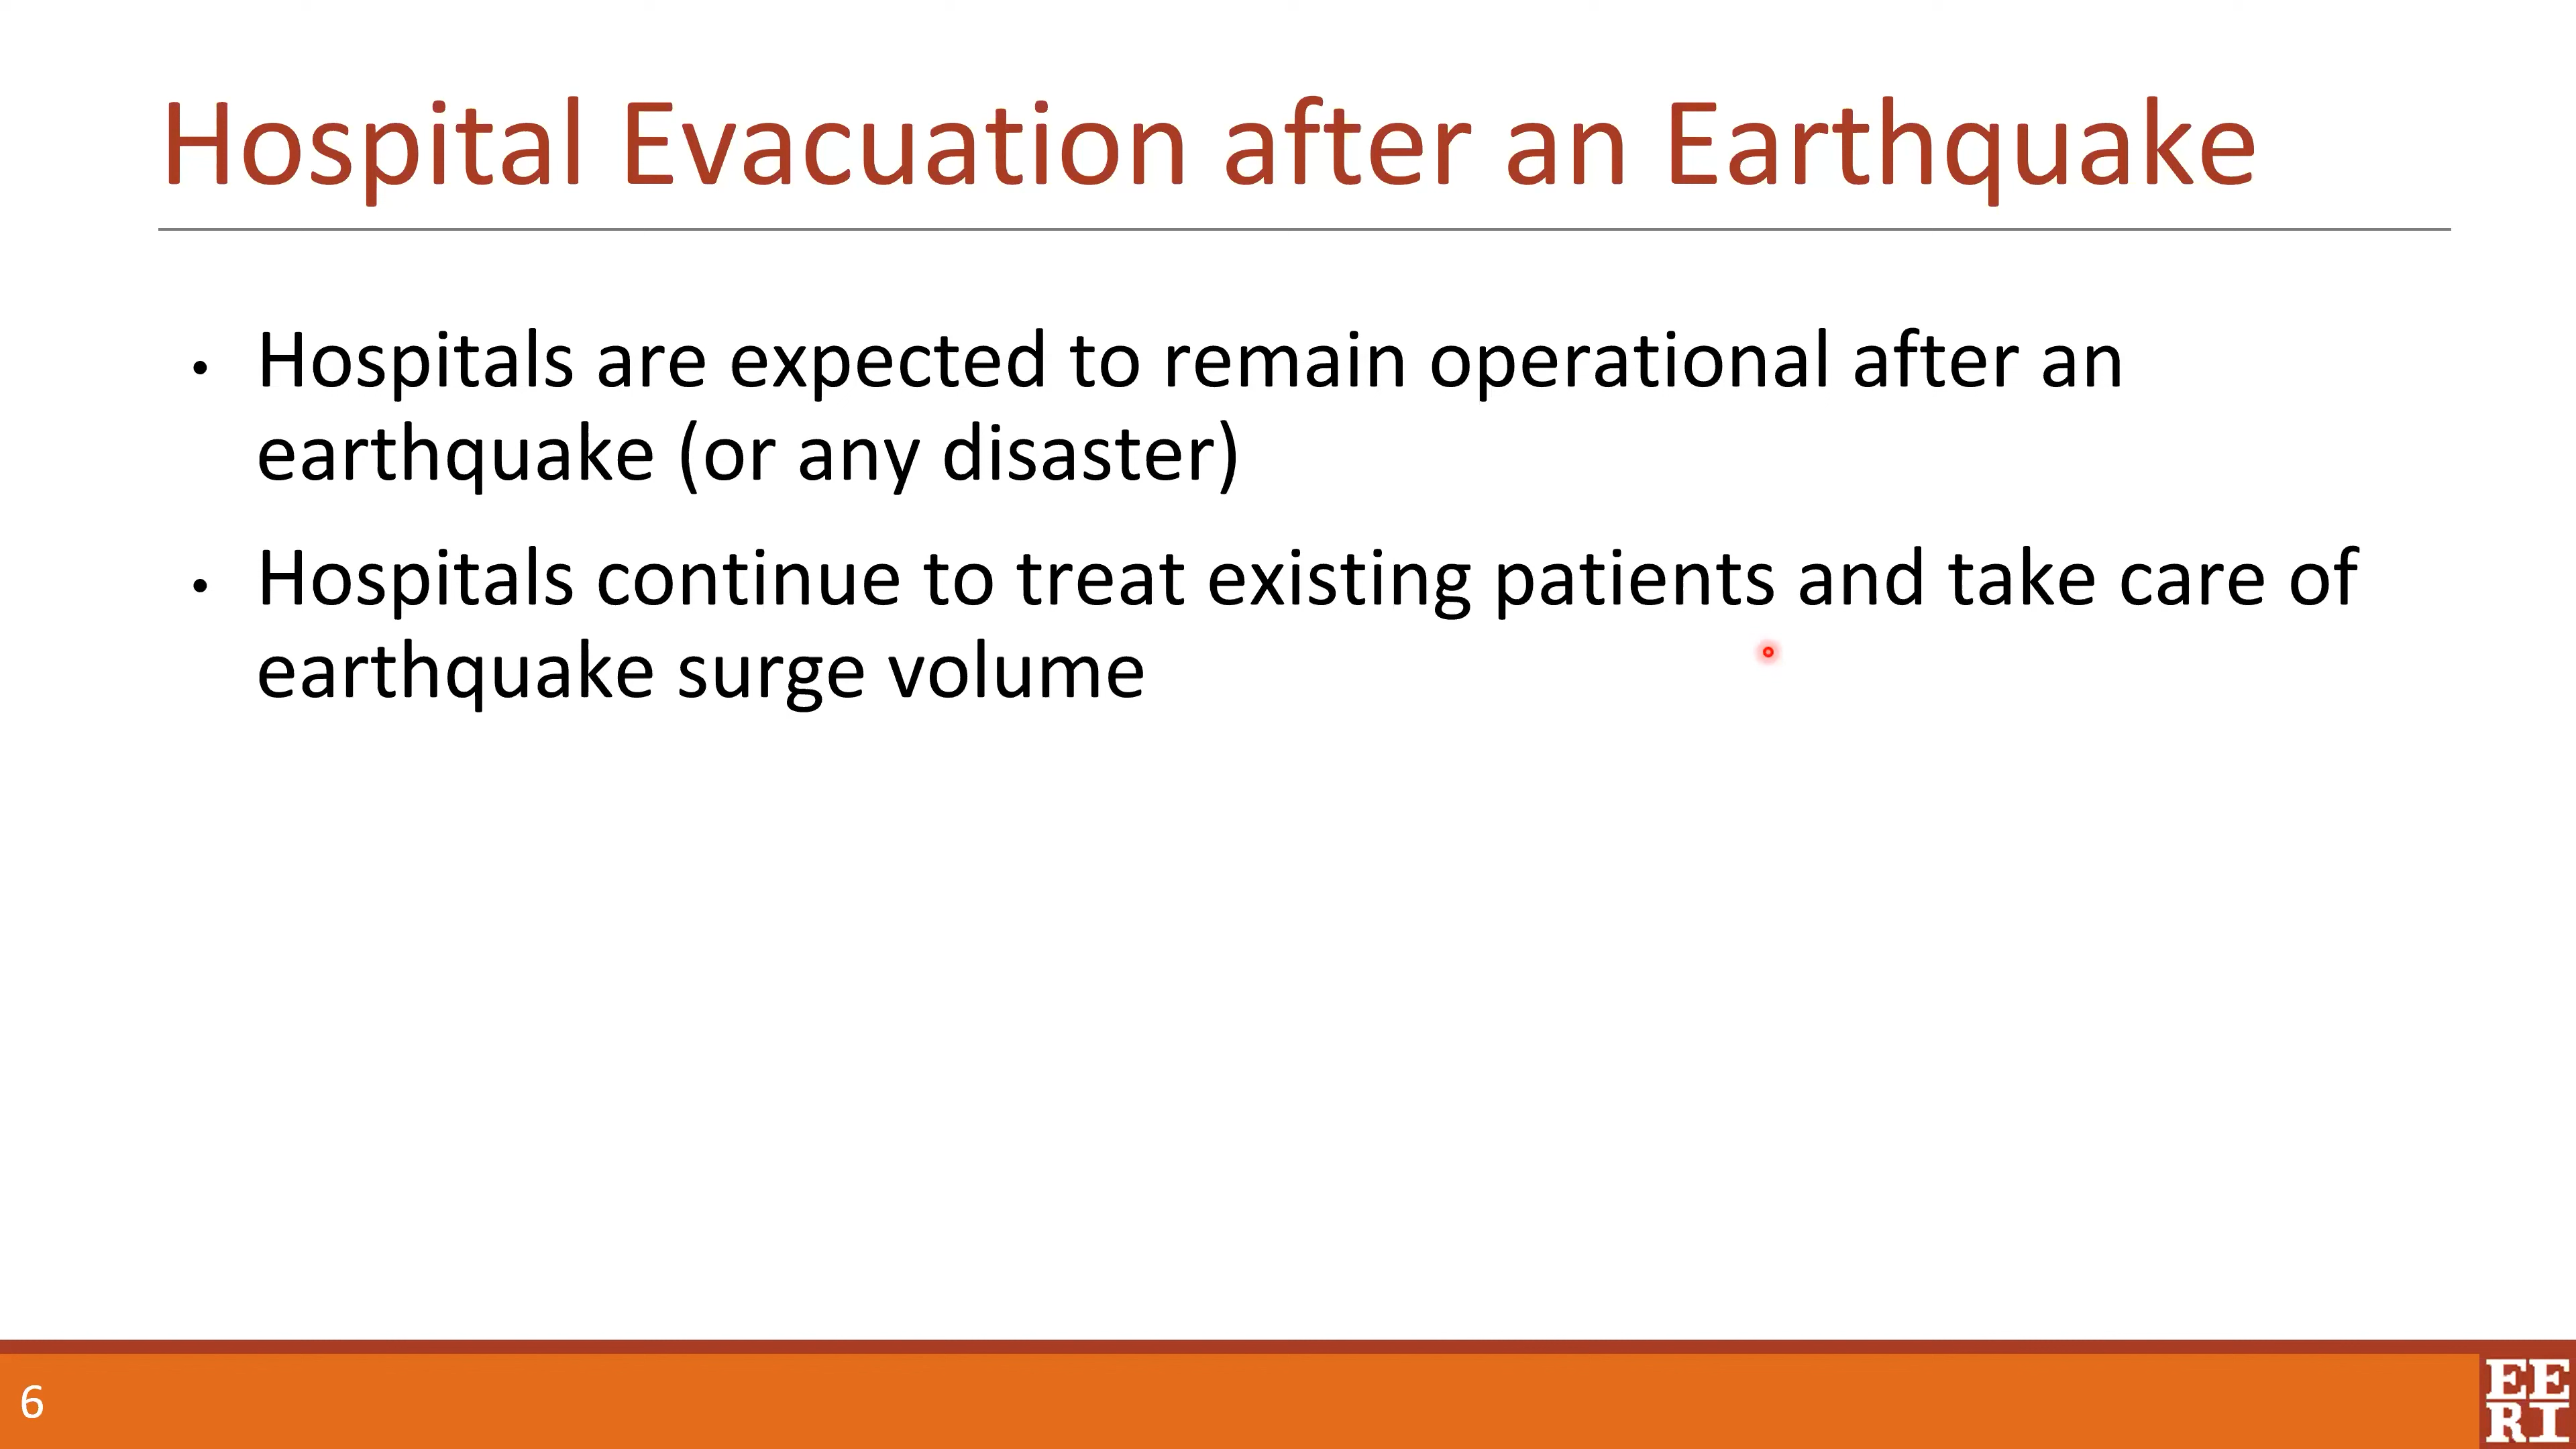 Hospital Evacuation after an Earthquake
• Hospitals are expected to remain operational after an
earthquake (or any disaster)
• Hospitals continue to treat existing patients and take care of
earthquake surge volume
6
EE
RI